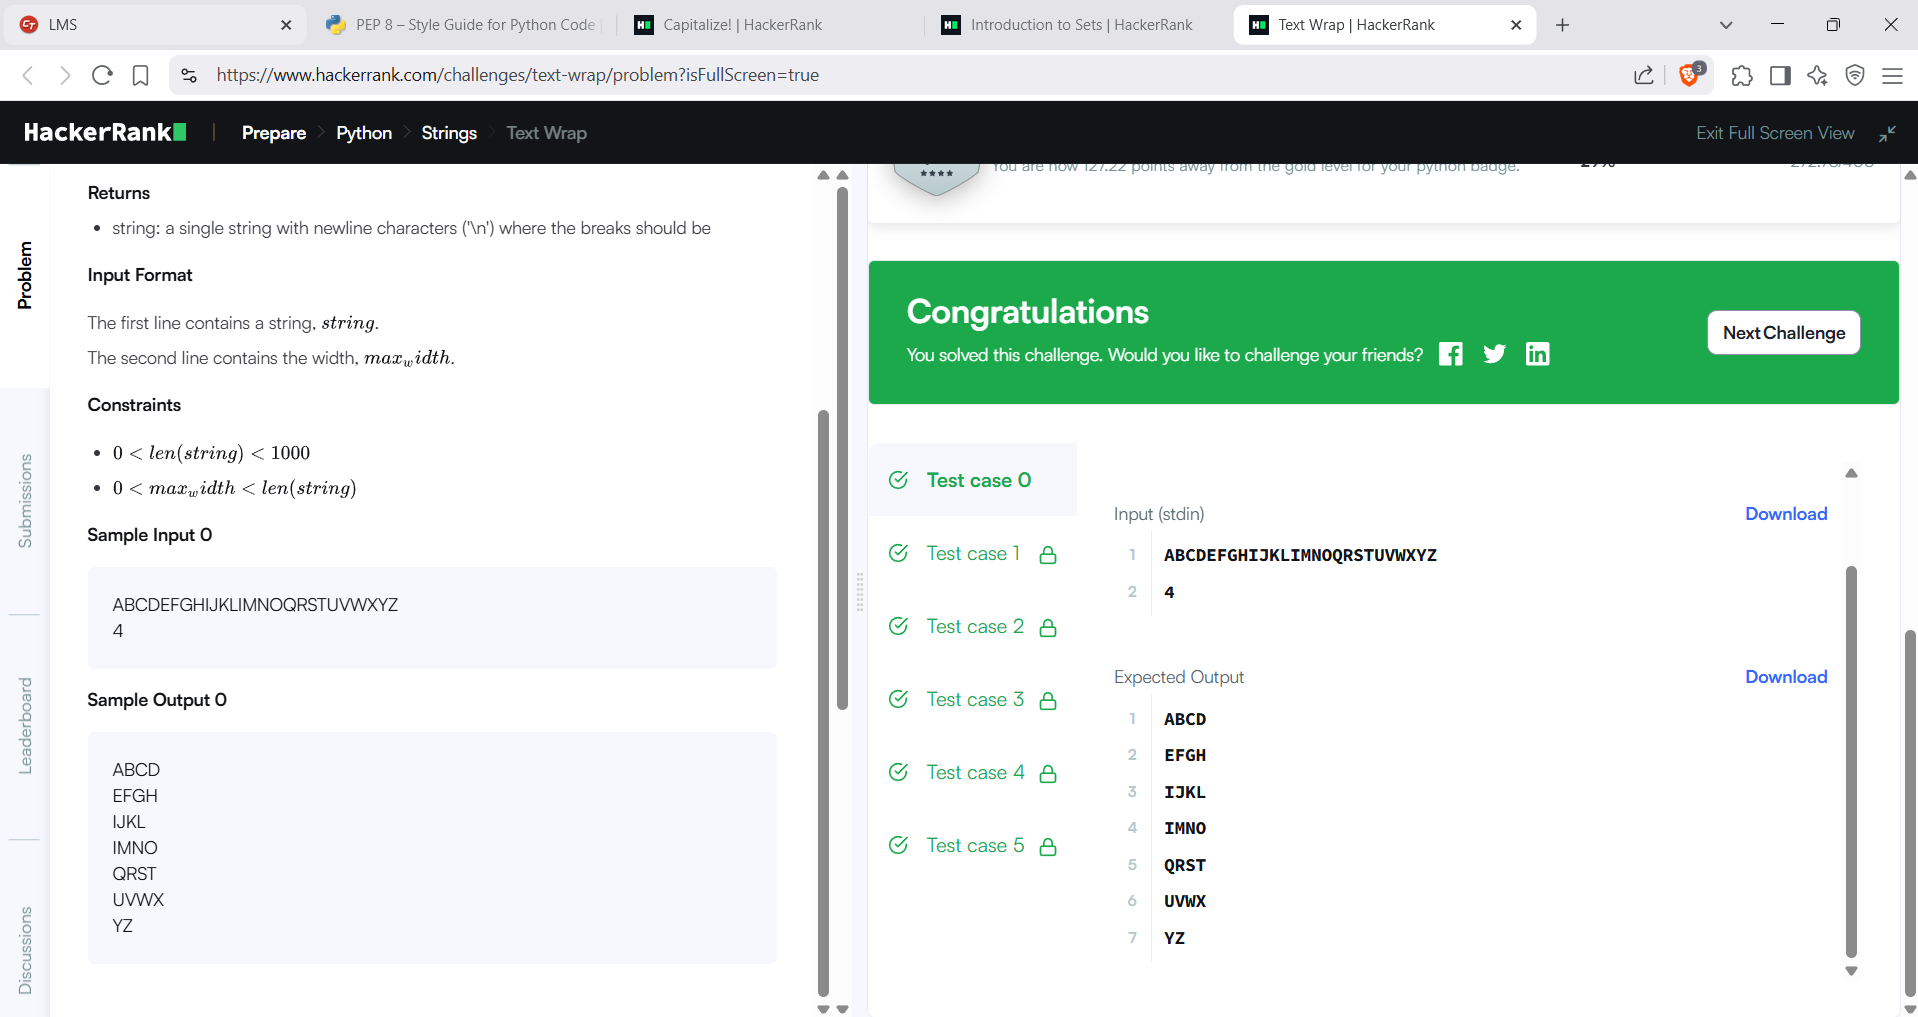 LMS
PEP 8 – Style Guide for Python Code
Capitalize! | HackerRank
Introduction to Sets | HackerRank
Text Wrap | HackerRank
https://www.hackerrank.com/challenges/text-wrap/problem?isFullScreen=true
3
HackerRank
Prepare
Python
Strings
Text Wrap
Exit Full Screen View
Problem
Submissions
Leaderboard
Discussions
Returns
• string: a single string with newline characters ('\n') where the breaks should be
Input Format
The first line contains a string, string.
The second line contains the width, max_width.
Constraints
• 0 < len(string) < 1000
• 0 < max_width < len(string)
Sample Input 0
ABCDEFGHIJKLIMNOQRSTUVWXYZ
4
Sample Output 0
ABCD
EFGH
IJKL
IMNO
QRST
UVWX
YZ
You are now 127.22 points away from the gold level for your python badge.
Congratulations
You solved this challenge. Would you like to challenge your friends?
Next Challenge
Test case 0
Test case 1
Test case 2
Test case 3
Test case 4
Test case 5
Input (stdin)
Download
1 ABCDEFGHIJKLIMNOQRSTUVWXYZ
2 4
Expected Output
Download
1 ABCD
2 EFGH
3 IJKL
4 IMNO
5 QRST
6 UVWX
7 YZ